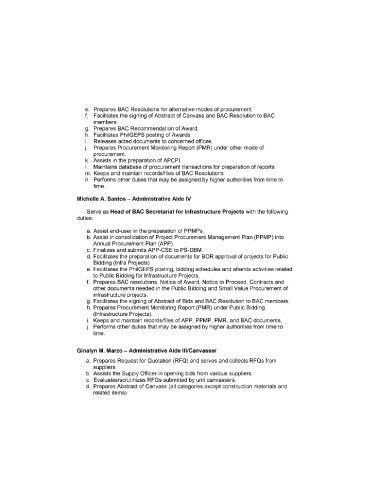 e. Prepares BAC Resolutions for alternative modes of procurement
f. Facilitates the signing of Abstract of Canvass and BAC Resolution to BAC
members.
g. Prepares BAC Recommendation of Award.
h. Facilitates PhilGEPS posting of Awards.
i. Releases acted documents to concerned offices.
j. Prepares Procurement Monitoring Report (PMR) under other mode of
procurement.
k. Assists in the preparation of APCPI.
l. Maintains database of procurement transactions for preparation of reports
m. Keeps and maintain records/files of BAC Resolutions
n. Performs other duties that may be assigned by higher authorities from time to
time.
Michelle A. Santos – Administrative Aide IV
Serve as Head of BAC Secretariat for Infrastructure Projects with the following
duties:
a. Assist end-user in the preparation of PPMPs.
b. Assist in consolidation of Project Procurement Management Plan (PPMP) into
Annual Procurement Plan (APP).
c. Finalizes and submits APP-CSE to PS-DBM.
d. Facilitates the preparation of documents for BOR approval of projects for Public
Bidding (Infra Projects)
e. Facilitates the PhilGEPS posting, bidding schedules and attends activities related
to Public Bidding for Infrastructure Projects.
f. Prepares BAC resolutions, Notice of Award, Notice to Proceed, Contracts and
other documents needed in the Public Bidding and Small Value Procurement of
infrastructure projects.
g. Facilitates the signing of Abstract of Bids and BAC Resolution to BAC members.
h. Prepares Procurement Monitoring Report (PMR) under Public Bidding
(Infrastructure Projects).
i. Keeps and maintain records/files of APP, PPMP, PMR, and BAC documents.
j. Performs other duties that may be assigned by higher authorities from time to
time.
Ginalyn M. Marzo – Administrative Aide III/Canvasser
a. Prepares Request for Quotation (RFQ) and serves and collects RFQs from
suppliers
b. Assists the Supply Officer in opening bids from various suppliers.
c. Evaluates/scrutinizes RFQs submitted by unit canvassers.
d. Prepares Abstract of Canvass (all categories except construction materials and
related items)